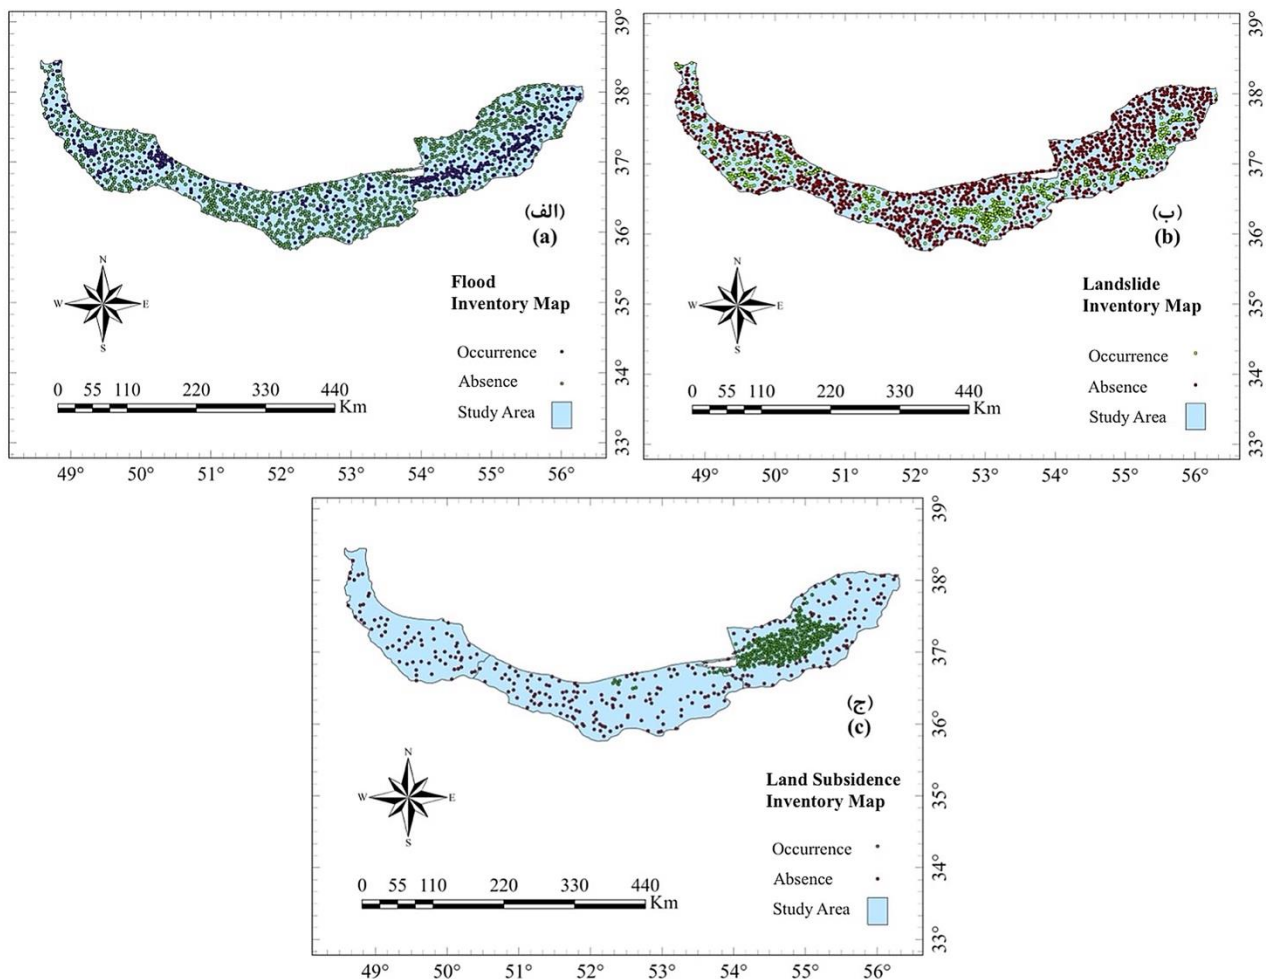 39°
38°
37°
36°
35°
34°
33°
(الف)
(a)
N
W E
S
Flood
Inventory Map
Occurrence
Absence
Study Area
0 55 110 220 330 440
Km
49° 50° 51° 52° 53° 54° 55° 56°
39°
38°
37°
36°
35°
34°
33°
(ب)
(b)
N
W E
S
Landslide
Inventory Map
Occurrence
Absence
Study Area
0 55 110 220 330 440
Km
49° 50° 51° 52° 53° 54° 55° 56°
39°
38°
37°
36°
35°
34°
33°
(ج)
(c)
N
W E
S
Land Subsidence
Inventory Map
Occurrence
Absence
Study Area
0 55 110 220 330 440
Km
49° 50° 51° 52° 53° 54° 55° 56°